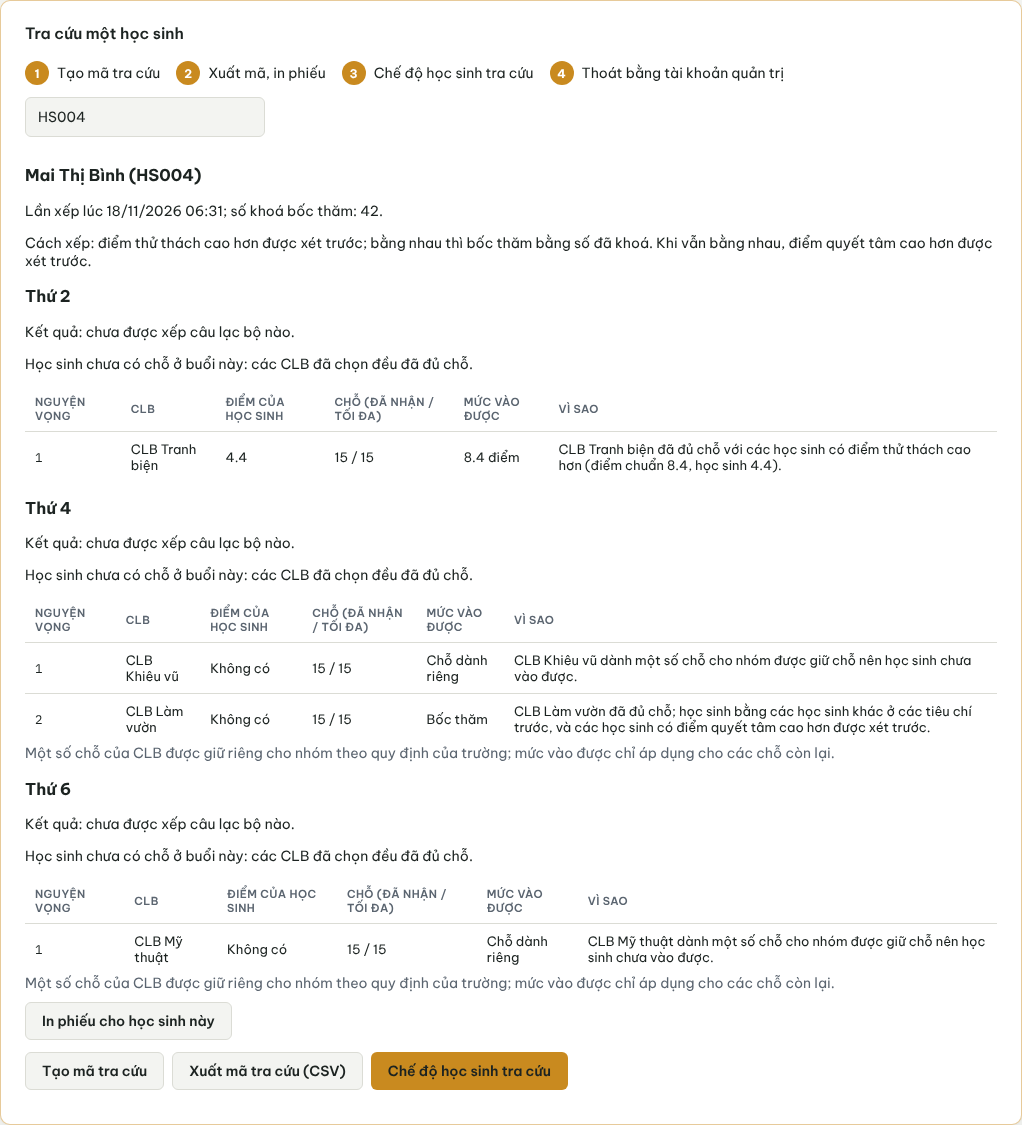 Tra cứu một học sinh
1 Tạo mã tra cứu 2 Xuất mã, in phiếu 3 Chế độ học sinh tra cứu 4 Thoát bằng tài khoản quản trị
HS004
Mai Thị Bình (HS004)
Lần xếp lúc 18/11/2026 06:31; số khoá bốc thăm: 42.
Cách xếp: điểm thử thách cao hơn được xét trước; bằng nhau thì bốc thăm bằng số đã khoá. Khi vẫn bằng nhau, điểm quyết tâm cao hơn được
xét trước.
Thứ 2
Kết quả: chưa được xếp câu lạc bộ nào.
Học sinh chưa có chỗ ở buổi này: các CLB đã chọn đều đã đủ chỗ.
NGUYỆN VỌNG CLB ĐIỂM CỦA HỌC SINH CHỖ (ĐÃ NHẬN / TỐI ĐA) MỨC VÀO ĐƯỢC VÌ SAO
1 CLB Tranh biện 4.4 15 / 15 8.4 điểm CLB Tranh biện đã đủ chỗ với các học sinh có điểm thử thách cao
hơn (điểm chuẩn 8.4, học sinh 4.4).
Thứ 4
Kết quả: chưa được xếp câu lạc bộ nào.
Học sinh chưa có chỗ ở buổi này: các CLB đã chọn đều đã đủ chỗ.
NGUYỆN VỌNG CLB ĐIỂM CỦA HỌC SINH CHỖ (ĐÃ NHẬN / TỐI ĐA) MỨC VÀO ĐƯỢC VÌ SAO
1 CLB Khiêu vũ Không có 15 / 15 Chỗ dành riêng CLB Khiêu vũ dành một số chỗ cho nhóm được giữ chỗ nên học sinh chưa
vào được.
2 CLB Làm vườn Không có 15 / 15 Bốc thăm CLB Làm vườn đã đủ chỗ; học sinh bằng các học sinh khác ở các tiêu chí
trước, và các học sinh có điểm quyết tâm cao hơn được xét trước.
Một số chỗ của CLB được giữ riêng cho nhóm theo quy định của trường; mức vào được chỉ áp dụng cho các chỗ còn lại.
Thứ 6
Kết quả: chưa được xếp câu lạc bộ nào.
Học sinh chưa có chỗ ở buổi này: các CLB đã chọn đều đã đủ chỗ.
NGUYỆN VỌNG CLB ĐIỂM CỦA HỌC SINH CHỖ (ĐÃ NHẬN / TỐI ĐA) MỨC VÀO ĐƯỢC VÌ SAO
1 CLB Mỹ thuật Không có 15 / 15 Chỗ dành riêng CLB Mỹ thuật dành một số chỗ cho nhóm được giữ chỗ nên học
sinh chưa vào được.
Một số chỗ của CLB được giữ riêng cho nhóm theo quy định của trường; mức vào được chỉ áp dụng cho các chỗ còn lại.
In phiếu cho học sinh này
Tạo mã tra cứu Xuất mã tra cứu (CSV) Chế độ học sinh tra cứu